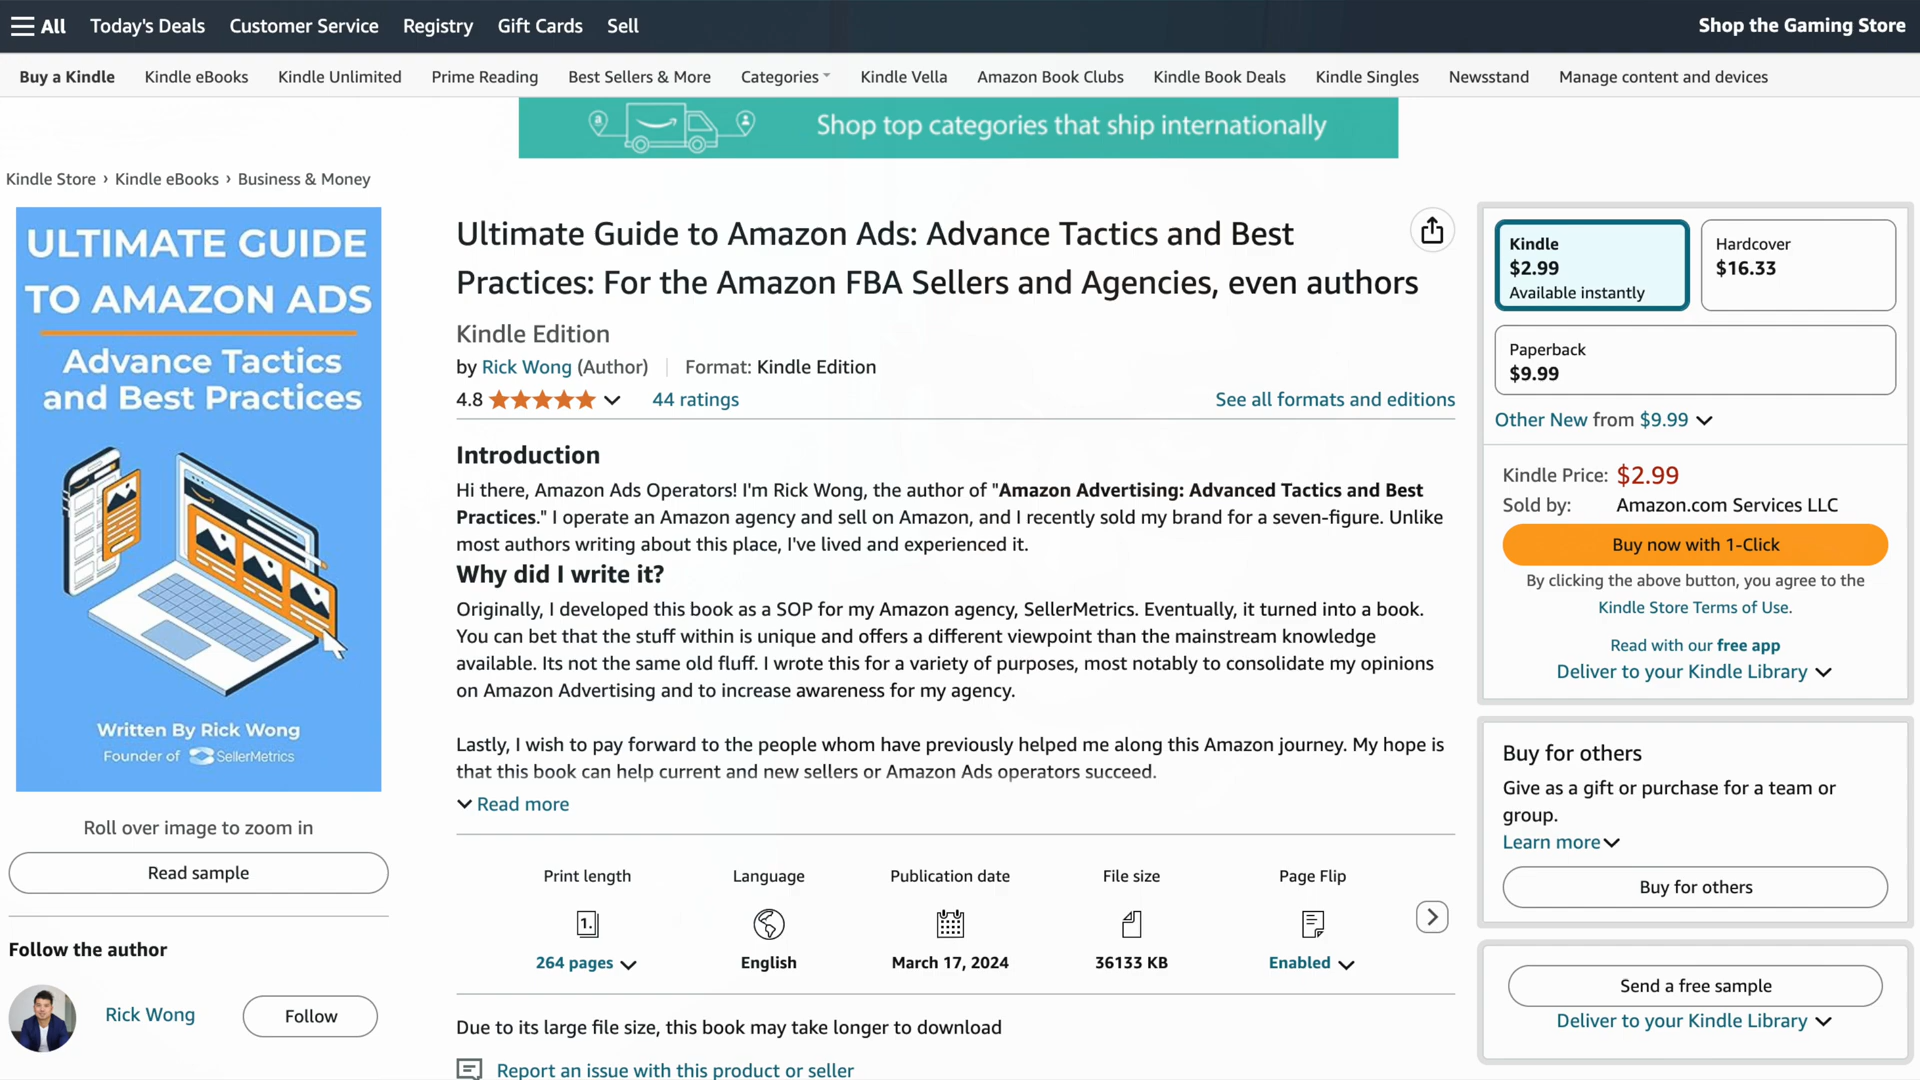 All Today's Deals Customer Service Registry Gift Cards Sell Shop the Gaming Store
Buy a Kindle Kindle eBooks Kindle Unlimited Prime Reading Best Sellers & More Categories Kindle Vella Amazon Book Clubs Kindle Book Deals Kindle Singles Newsstand Manage content and devices
Shop top categories that ship internationally
Kindle Store › Kindle eBooks › Business & Money
ULTIMATE GUIDE
TO AMAZON ADS
Advance Tactics
and Best Practices
Written By Rick Wong
Founder of SellerMetrics
Roll over image to zoom in
Read sample
Follow the author
Rick Wong Follow
Ultimate Guide to Amazon Ads: Advance Tactics and Best
Practices: For the Amazon FBA Sellers and Agencies, even authors
Kindle Edition
by Rick Wong (Author) Format: Kindle Edition
4.8 44 ratings See all formats and editions
Introduction
Hi there, Amazon Ads Operators! I'm Rick Wong, the author of "Amazon Advertising: Advanced Tactics and Best
Practices." I operate an Amazon agency and sell on Amazon, and I recently sold my brand for a seven-figure. Unlike
most authors writing about this place, I've lived and experienced it.
Why did I write it?
Originally, I developed this book as a SOP for my Amazon agency, SellerMetrics. Eventually, it turned into a book.
You can bet that the stuff within is unique and offers a different viewpoint than the mainstream knowledge
available. Its not the same old fluff. I wrote this for a variety of purposes, most notably to consolidate my opinions
on Amazon Advertising and to increase awareness for my agency.
Lastly, I wish to pay forward to the people whom have previously helped me along this Amazon journey. My hope is
that this book can help current and new sellers or Amazon Ads operators succeed.
Read more
Print length Language Publication date File size Page Flip
1.
264 pages English March 17, 2024 36133 KB Enabled
Due to its large file size, this book may take longer to download
Report an issue with this product or seller
Kindle
$2.99
Available instantly
Hardcover
$16.33
Paperback
$9.99
Other New from $9.99
Kindle Price: $2.99
Sold by: Amazon.com Services LLC
Buy now with 1-Click
By clicking the above button, you agree to the
Kindle Store Terms of Use.
Read with our free app
Deliver to your Kindle Library
Buy for others
Give as a gift or purchase for a team or
group.
Learn more
Buy for others
Send a free sample
Deliver to your Kindle Library